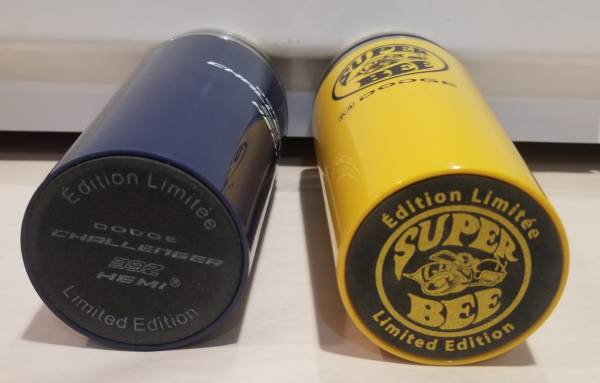 Édition Limitée
DODGE
CHALLENGER
392
HEMI®
Limited Edition
SUPER
BEE
DODGE
Édition Limitée
SUPER
BEE
Limited Edition